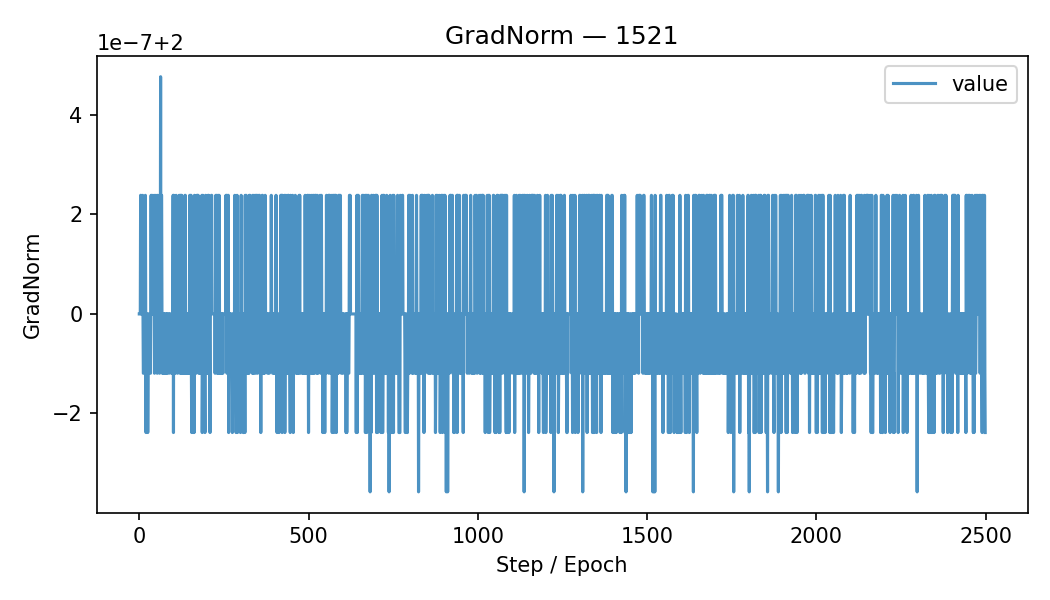 GradNorm — 1521
1e−7+2
value
GradNorm
4
2
0
−2
0
500
1000
1500
2000
2500
Step / Epoch